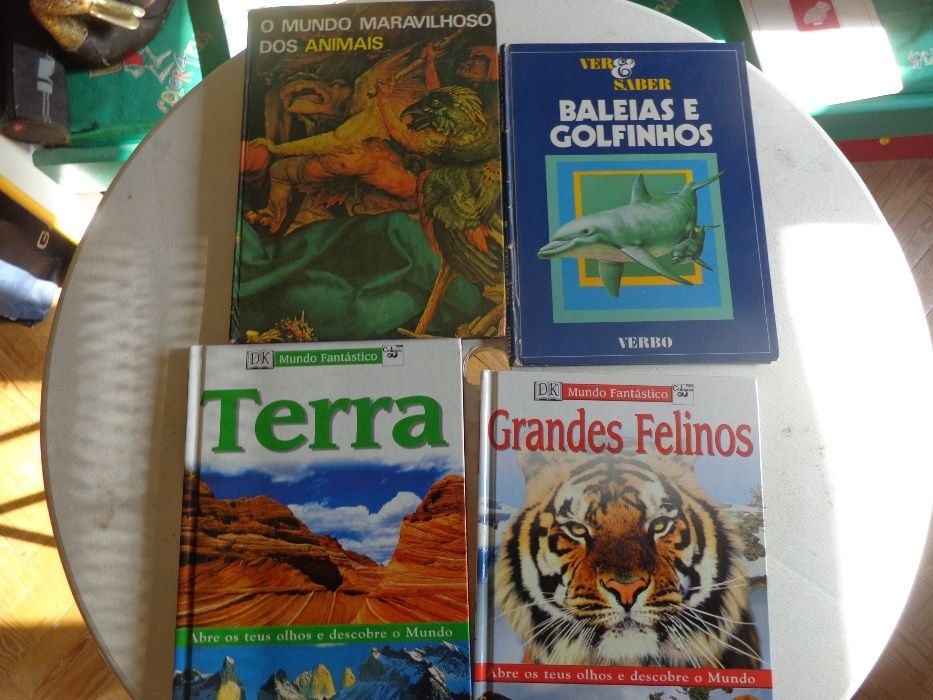 O MUNDO MARAVILHOSO
DOS ANIMAIS
VER &
SABER
BALEIAS E
GOLFINHOS
VERBO
DK Mundo Fantástico
Terra
Abre os teus olhos e descobre o Mundo
DK Mundo Fantástico
Grandes Felinos
Abre os teus olhos e descobre o Mundo